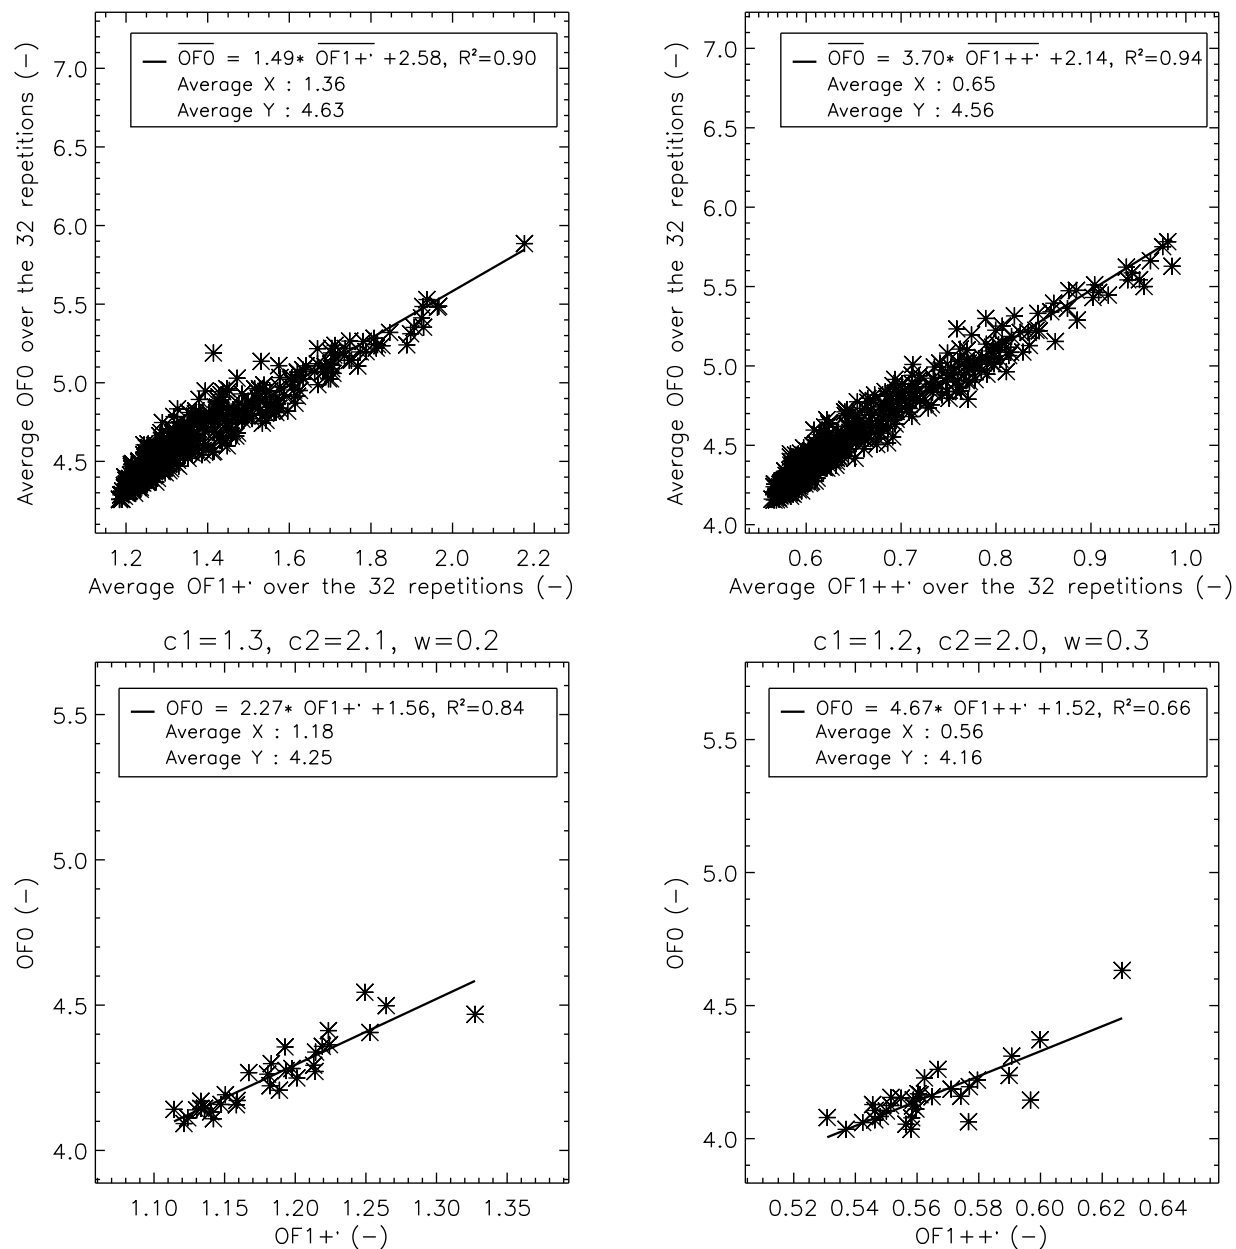 OF0 = 1.49* OF1+· +2.58, R²=0.90
Average X : 1.36
Average Y : 4.63
7.0
6.5
6.0
5.5
5.0
4.5
Average OF0 over the 32 repetitions (−)
1.2 1.4 1.6 1.8 2.0 2.2
Average OF1+· over the 32 repetitions (−)
OF0 = 3.70* OF1++· +2.14, R²=0.94
Average X : 0.65
Average Y : 4.56
7.0
6.5
6.0
5.5
5.0
4.5
4.0
Average OF0 over the 32 repetitions (−)
0.6 0.7 0.8 0.9 1.0
Average OF1++· over the 32 repetitions (−)
c1=1.3, c2=2.1, w=0.2
OF0 = 2.27* OF1+· +1.56, R²=0.84
Average X : 1.18
Average Y : 4.25
5.5
5.0
4.5
4.0
OF0 (−)
1.10 1.15 1.20 1.25 1.30 1.35
OF1+· (−)
c1=1.2, c2=2.0, w=0.3
OF0 = 4.67* OF1++· +1.52, R²=0.66
Average X : 0.56
Average Y : 4.16
5.5
5.0
4.5
4.0
OF0 (−)
0.52 0.54 0.56 0.58 0.60 0.62 0.64
OF1++· (−)